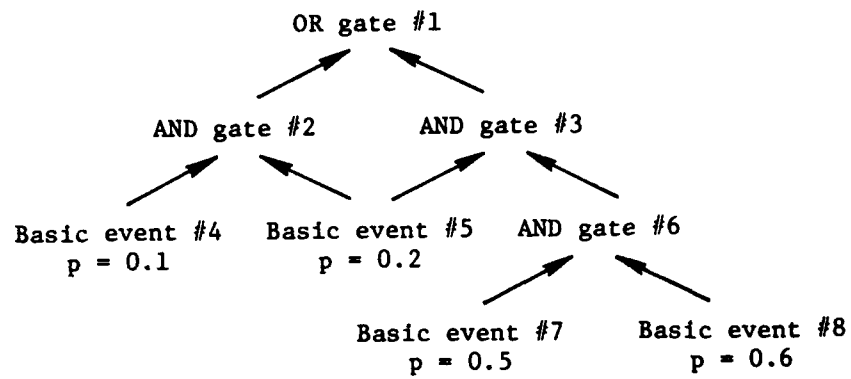 OR gate #1
AND gate #2
AND gate #3
Basic event #4
p = 0.1
Basic event #5
p = 0.2
AND gate #6
Basic event #7
p = 0.5
Basic event #8
p = 0.6